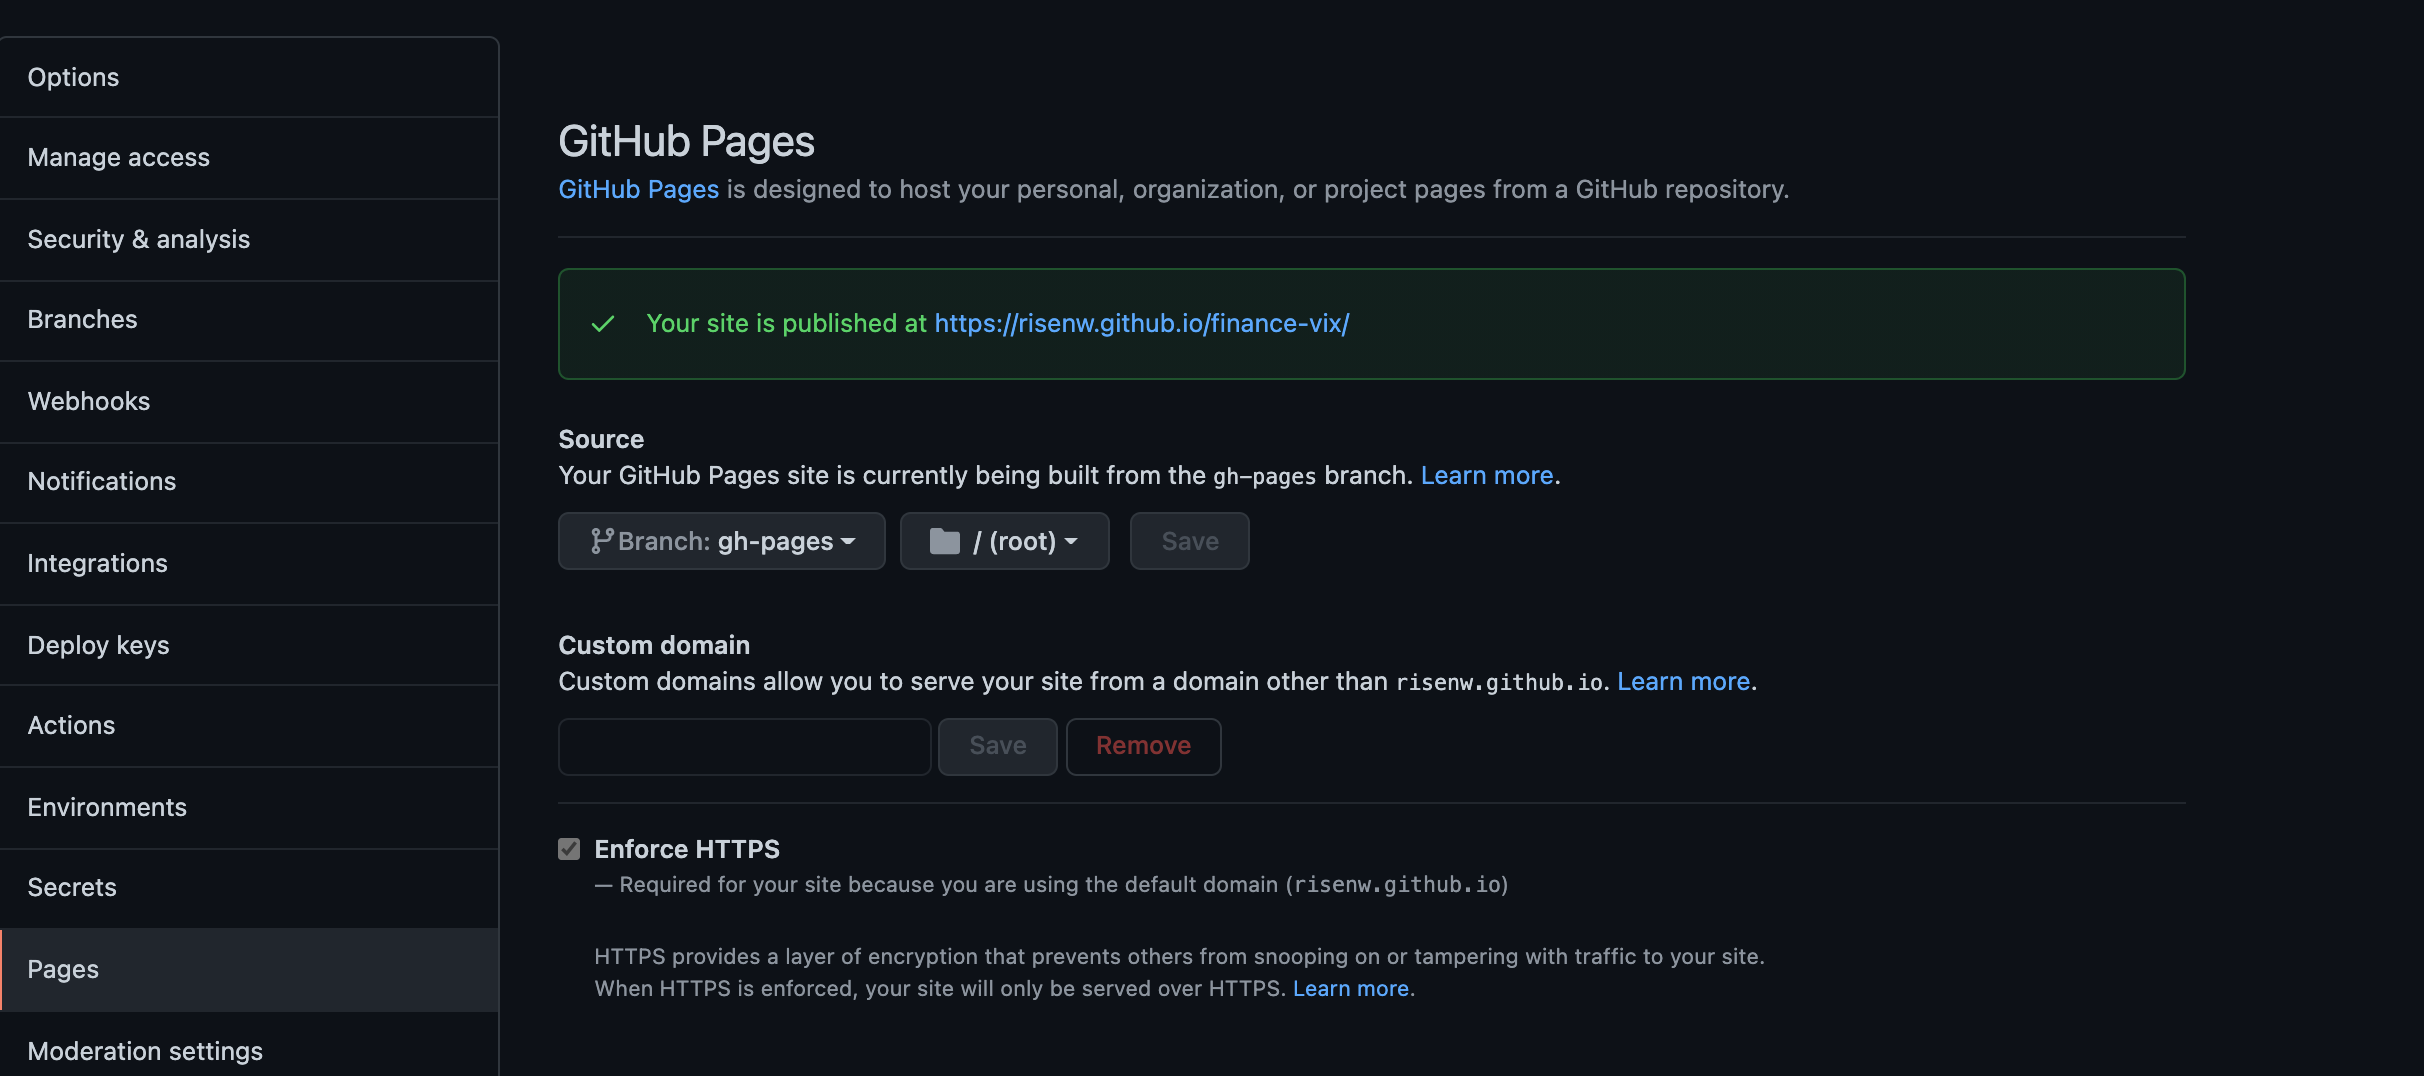 Options
Manage access
Security & analysis
Branches
Webhooks
Notifications
Integrations
Deploy keys
Actions
Environments
Secrets
Pages
Moderation settings
GitHub Pages
GitHub Pages is designed to host your personal, organization, or project pages from a GitHub repository.
Your site is published at https://risenw.github.io/finance-vix/
Source
Your GitHub Pages site is currently being built from the gh-pages branch. Learn more.
Branch: gh-pages / (root) Save
Custom domain
Custom domains allow you to serve your site from a domain other than risenw.github.io. Learn more.
Save Remove
Enforce HTTPS
— Required for your site because you are using the default domain (risenw.github.io)
HTTPS provides a layer of encryption that prevents others from snooping on or tampering with traffic to your site.
When HTTPS is enforced, your site will only be served over HTTPS. Learn more.